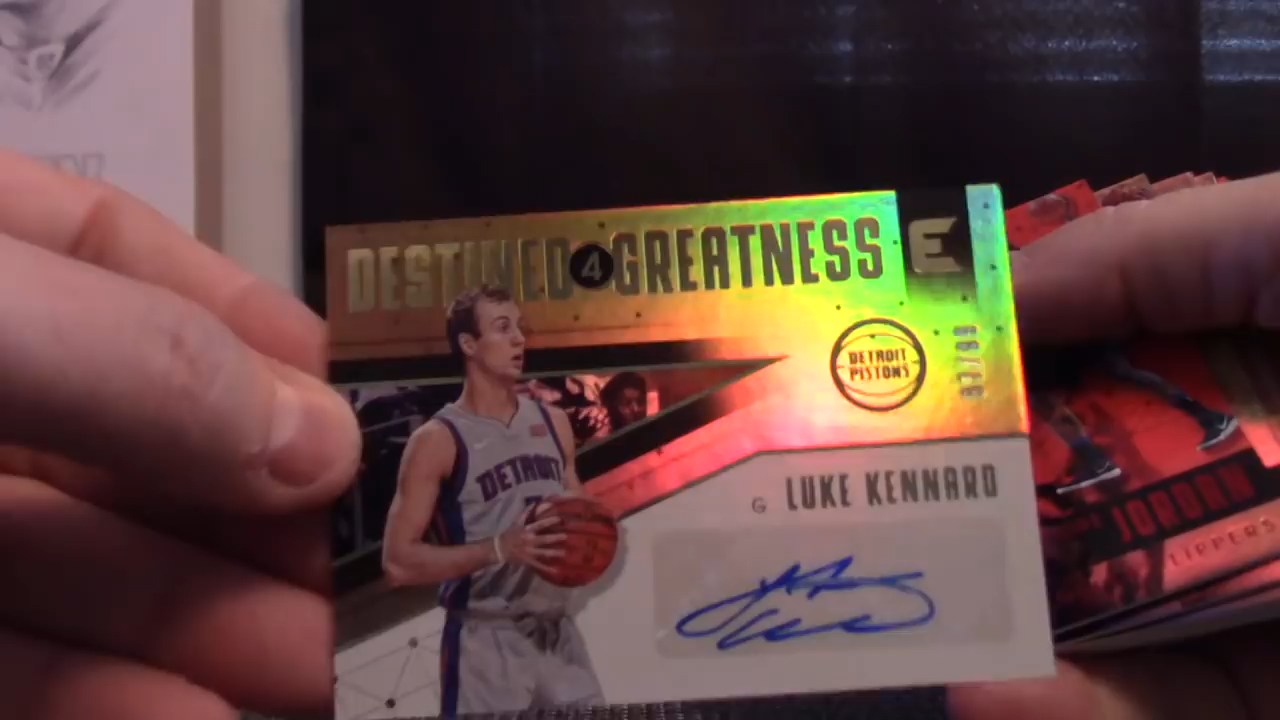 DESTINED 4 GREATNESS E
DETROIT
PISTONS
G LUKE KENNARD
DETROIT
JORDAN
CLIPPERS